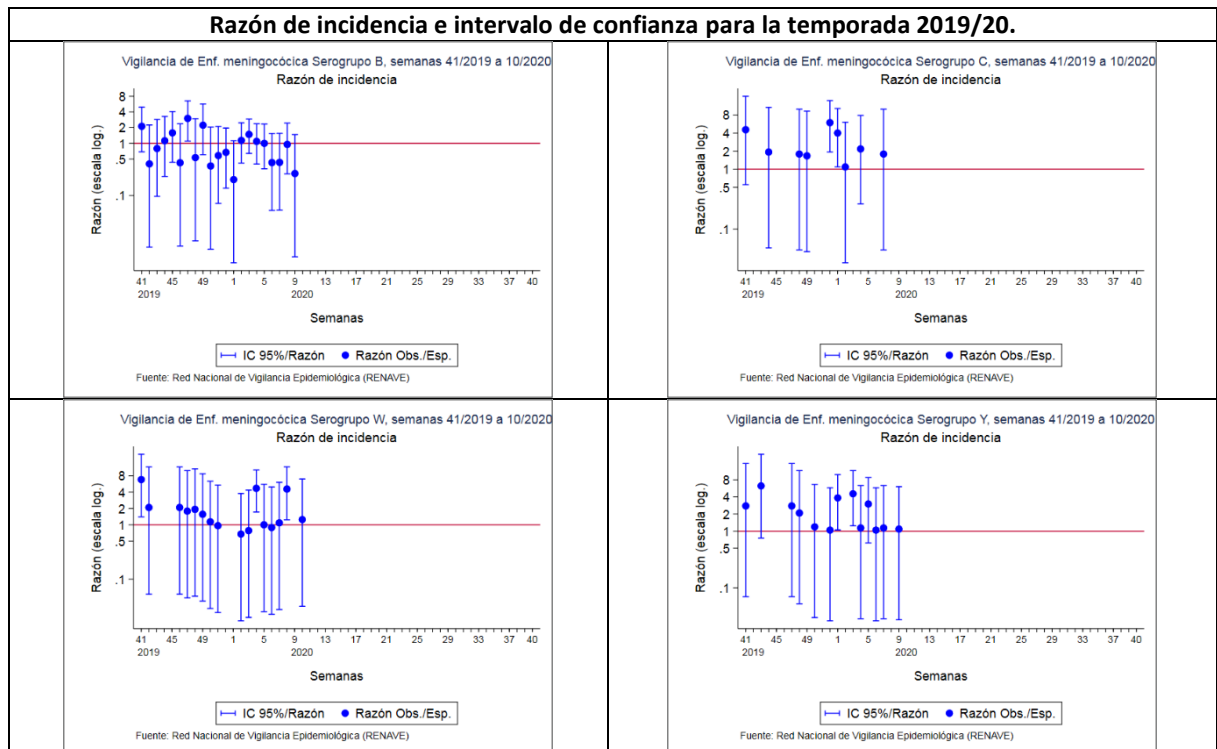 Razón de incidencia e intervalo de confianza para la temporada 2019/20.
Vigilancia de Enf. meningocócica Serogrupo B, semanas 41/2019 a 10/2020
Razón de incidencia
Razón (escala log.)
8
4
2
1
.5
.1
41 45 49 1 5 9 13 17 21 25 29 33 37 40
2019 2020
Semanas
IC 95%/Razón Razón Obs./Esp.
Fuente: Red Nacional de Vigilancia Epidemiológica (RENAVE)
Vigilancia de Enf. meningocócica Serogrupo C, semanas 41/2019 a 10/2020
Razón de incidencia
Razón (escala log.)
8
4
2
1
.5
.1
41 45 49 1 5 9 13 17 21 25 29 33 37 40
2019 2020
Semanas
IC 95%/Razón Razón Obs./Esp.
Fuente: Red Nacional de Vigilancia Epidemiológica (RENAVE)
Vigilancia de Enf. meningocócica Serogrupo W, semanas 41/2019 a 10/2020
Razón de incidencia
Razón (escala log.)
8
4
2
1
.5
.1
41 45 49 1 5 9 13 17 21 25 29 33 37 40
2019 2020
Semanas
IC 95%/Razón Razón Obs./Esp.
Fuente: Red Nacional de Vigilancia Epidemiológica (RENAVE)
Vigilancia de Enf. meningocócica Serogrupo Y, semanas 41/2019 a 10/2020
Razón de incidencia
Razón (escala log.)
8
4
2
1
.5
.1
41 45 49 1 5 9 13 17 21 25 29 33 37 40
2019 2020
Semanas
IC 95%/Razón Razón Obs./Esp.
Fuente: Red Nacional de Vigilancia Epidemiológica (RENAVE)